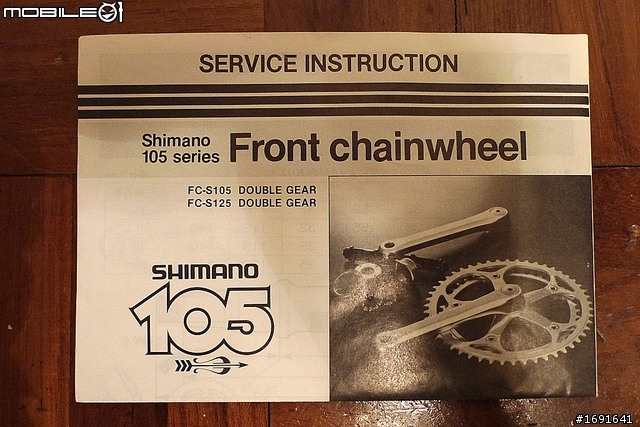 MOBILE01
SERVICE INSTRUCTION
Shimano
105 series
Front chainwheel
FC-S105 DOUBLE GEAR
FC-S125 DOUBLE GEAR
SHIMANO
105
#1691641